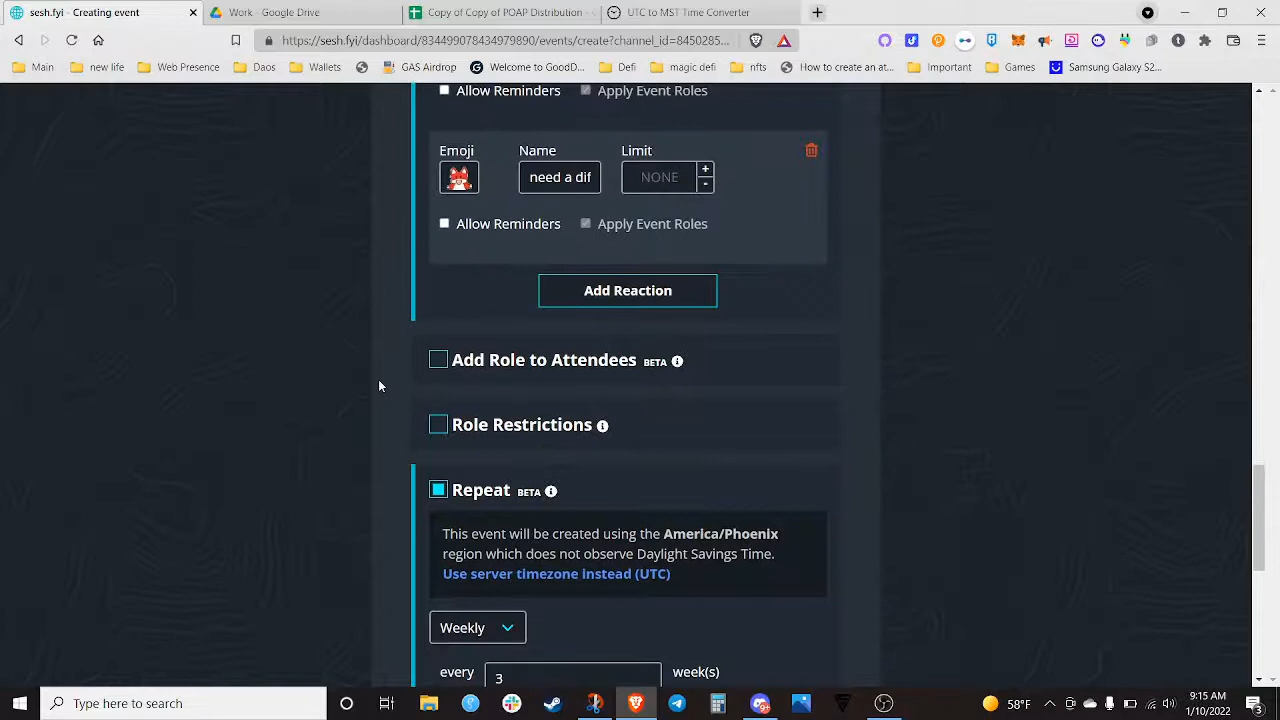 sesh.fyi - Creating event
Work - Google Drive
Copy of Copy of POAP Distribution -
UTC to MST Time Converter
https://sesh.fyi/dashboard/834499078434979890/events/create?channel_id=8450285...
Main
new life
Web Presence
Dacs
Wallets
GAS Airdrop
Welcome to GoodD...
Defi
magic defi
nfts
How to create an at...
Important
Games
Samsung Galaxy S2...
Allow Reminders
Apply Event Roles
Emoji
Name
Limit
need a dif
NONE
+
-
Allow Reminders
Apply Event Roles
Add Reaction
Add Role to Attendees BETA
Role Restrictions
Repeat BETA
This event will be created using the America/Phoenix
region which does not observe Daylight Savings Time.
Use server timezone instead (UTC)
Weekly
every 3 week(s)
Type here to search
58°F
9:15 AM
1/10/2022
3